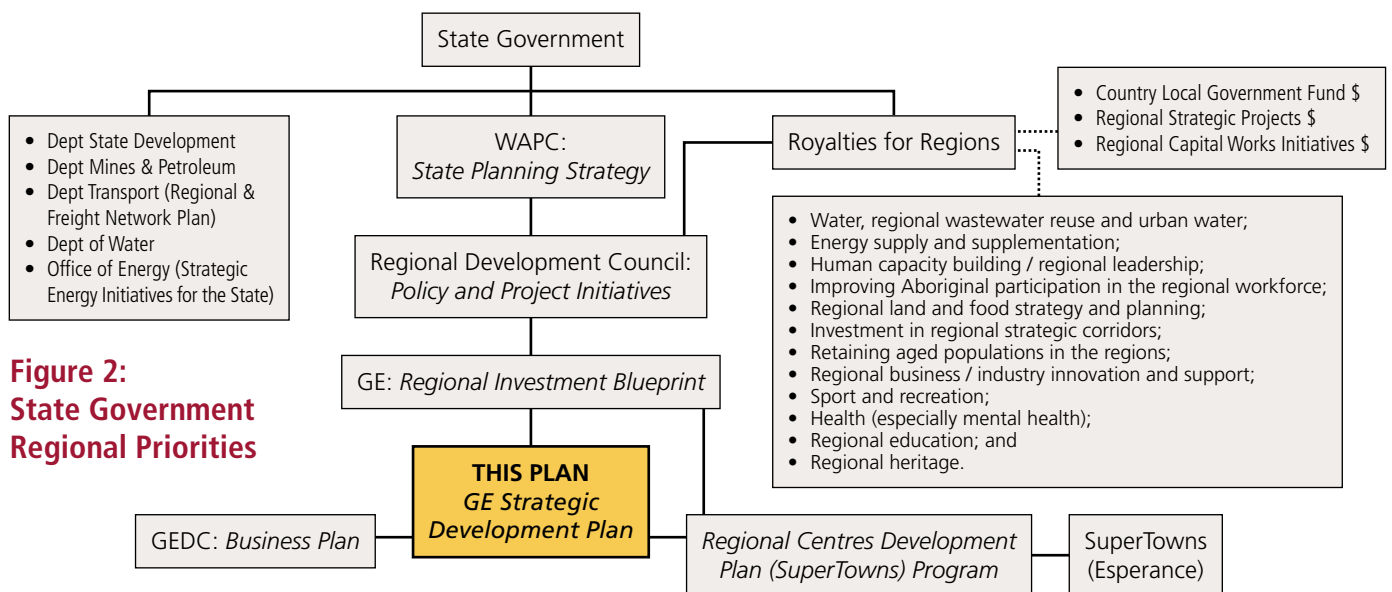 State Government
• Dept State Development
• Dept Mines & Petroleum
• Dept Transport (Regional &
Freight Network Plan)
• Dept of Water
• Office of Energy (Strategic
Energy Initiatives for the State)
WAPC:
State Planning Strategy
Royalties for Regions
• Country Local Government Fund $
• Regional Strategic Projects $
• Regional Capital Works Initiatives $
• Water, regional wastewater reuse and urban water;
• Energy supply and supplementation;
• Human capacity building / regional leadership;
• Improving Aboriginal participation in the regional workforce;
• Regional land and food strategy and planning;
• Investment in regional strategic corridors;
• Retaining aged populations in the regions;
• Regional business / industry innovation and support;
• Sport and recreation;
• Health (especially mental health);
• Regional education; and
• Regional heritage.
Regional Development Council:
Policy and Project Initiatives
GE: Regional Investment Blueprint
Figure 2:
State Government
Regional Priorities
THIS PLAN
GE Strategic
Development Plan
GEDC: Business Plan
Regional Centres Development
Plan (SuperTowns) Program
SuperTowns
(Esperance)